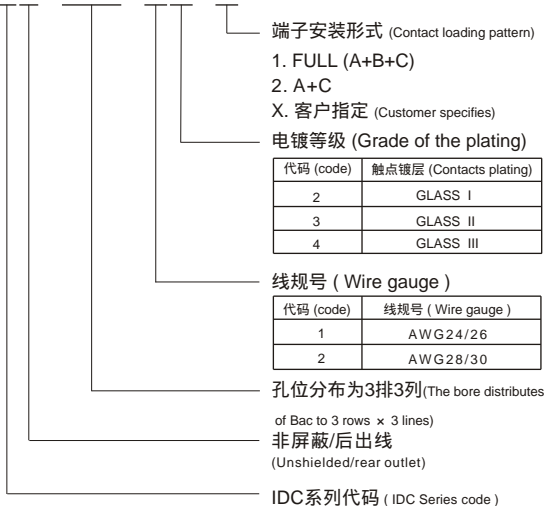 端子安装形式 (Contact loading pattern)
1. FULL (A+B+C)
2. A+C
X. 客户指定 (Customer specifies)
电镀等级 (Grade of the plating)
代码 (code) 触点镀层 (Contacts plating)
2 GLASS I
3 GLASS II
4 GLASS III
线规号 ( Wire gauge )
代码 (code) 线规号 ( Wire gauge )
1 AWG24/26
2 AWG28/30
孔位分布为3排3列(The bore distributes
of Bac to 3 rows × 3 lines)
非屏蔽/后出线
(Unshielded/rear outlet)
IDC系列代码 ( IDC Series code )